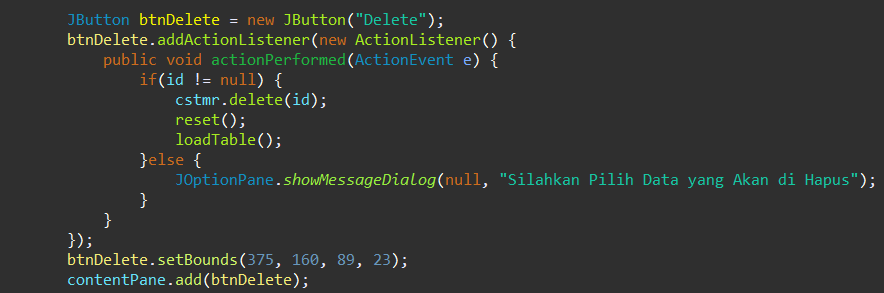 JButton btnDelete = new JButton("Delete");
btnDelete.addActionListener(new ActionListener() {
public void actionPerformed(ActionEvent e) {
if(id != null) {
cstmr.delete(id);
reset();
loadTable();
}else {
JOptionPane.showMessageDialog(null, "Silahkan Pilih Data yang Akan di Hapus");
}
}
});
btnDelete.setBounds(375, 160, 89, 23);
contentPane.add(btnDelete);